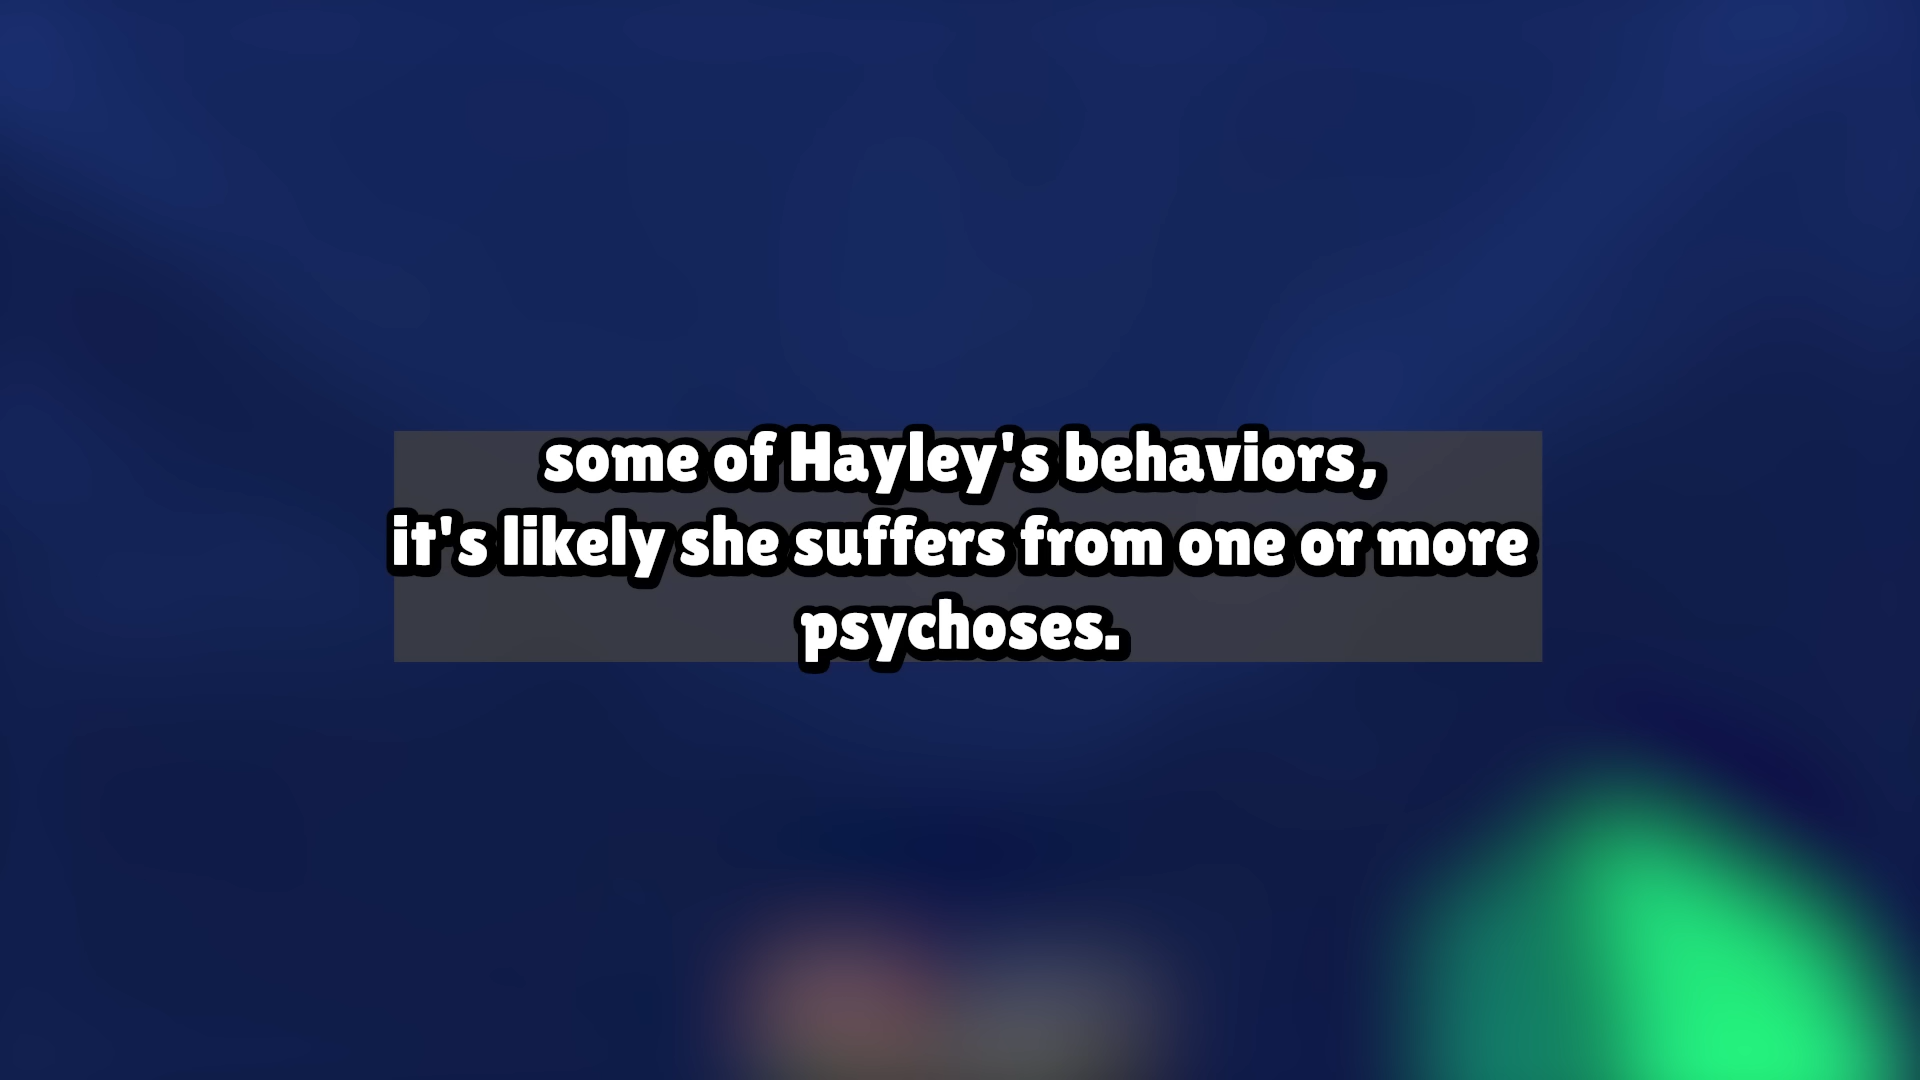 some of Hayley's behaviors,
it's likely she suffers from one or more
psychoses.